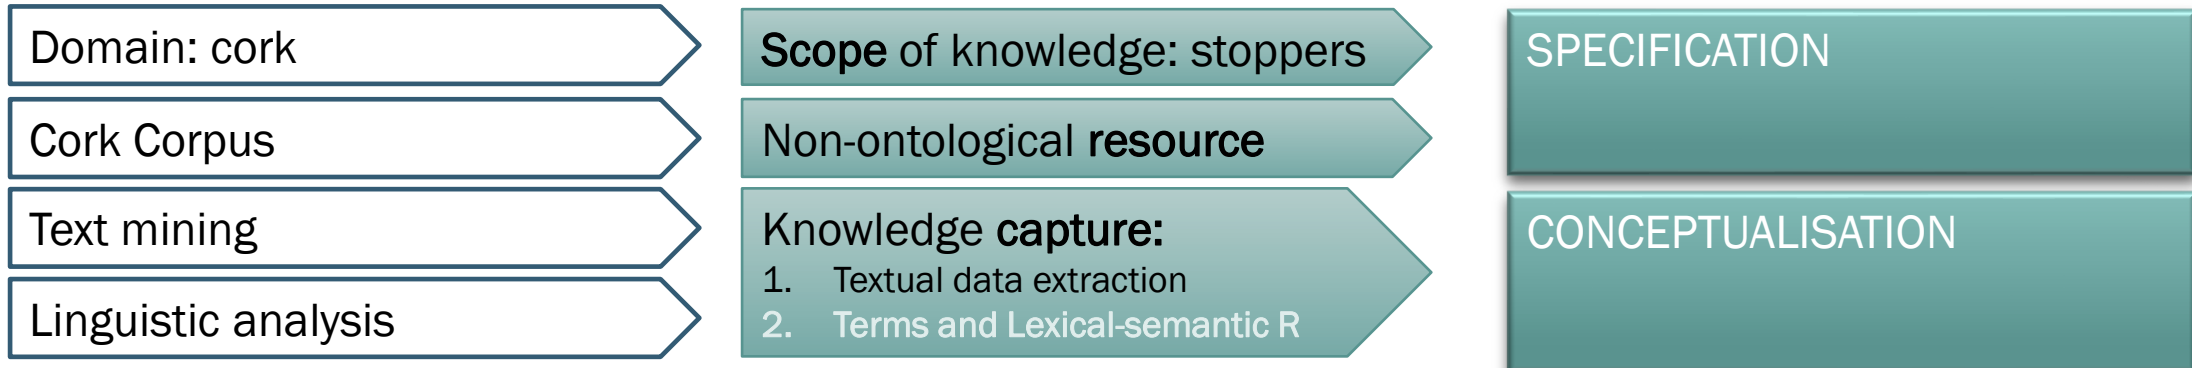 Domain: cork
Cork Corpus
Text mining
Linguistic analysis
Scope of knowledge: stoppers
Non-ontological resource
Knowledge capture:
1. Textual data extraction
2. Terms and Lexical-semantic R
SPECIFICATION
CONCEPTUALISATION